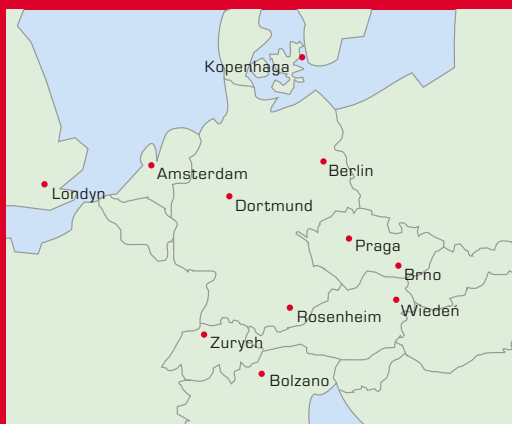 Kopenhaga
Amsterdam
Berlin
Londyn
Dortmund
Praga
Brno
Rosenheim
Wiedeń
Zurych
Bolzano